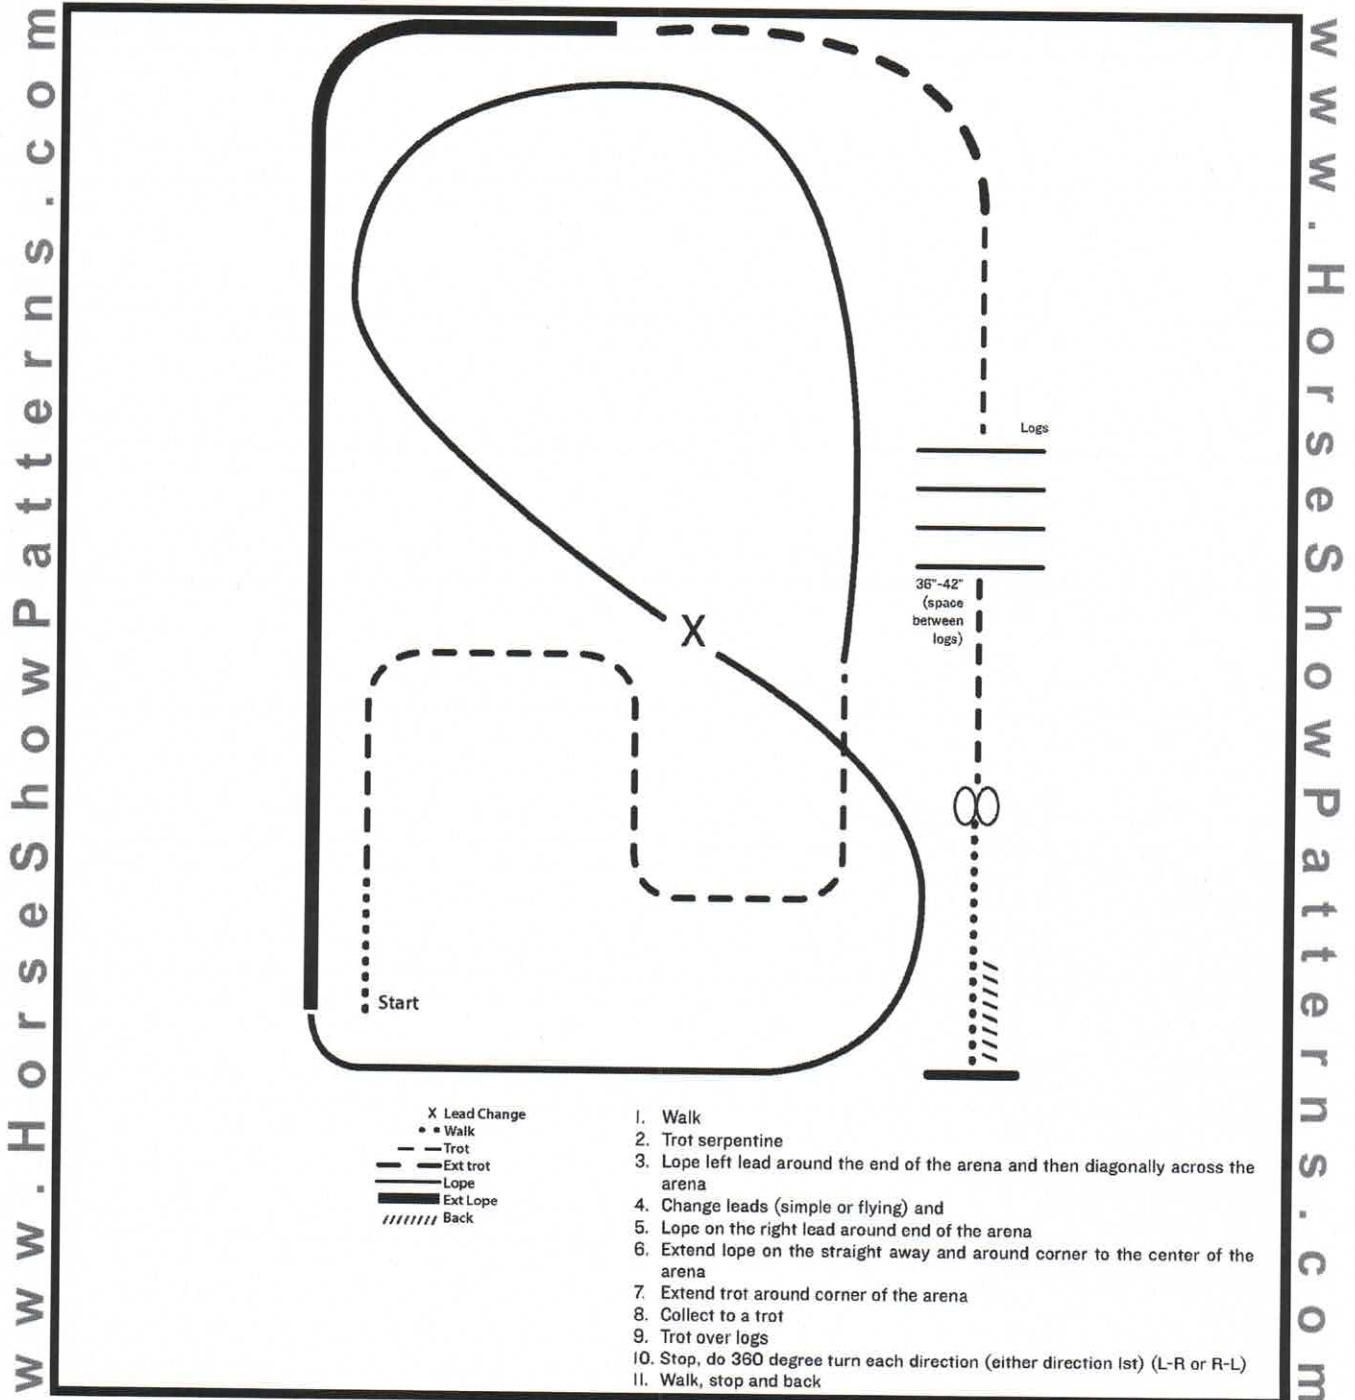 www.HorseShowPatterns.com
www.HorseShowPatterns.com
Logs
36"-42"
(space
between
logs)
X
Start
X Lead Change
Walk
Trot
Ext trot
Lope
Ext Lope
Back
1. Walk
2. Trot serpentine
3. Lope left lead around the end of the arena and then diagonally across the
arena
4. Change leads (simple or flying) and
5. Lope on the right lead around end of the arena
6. Extend lope on the straight away and around corner to the center of the
arena
7. Extend trot around corner of the arena
8. Collect to a trot
9. Trot over logs
10. Stop, do 360 degree turn each direction (either direction 1st) (L-R or R-L)
11. Walk, stop and back